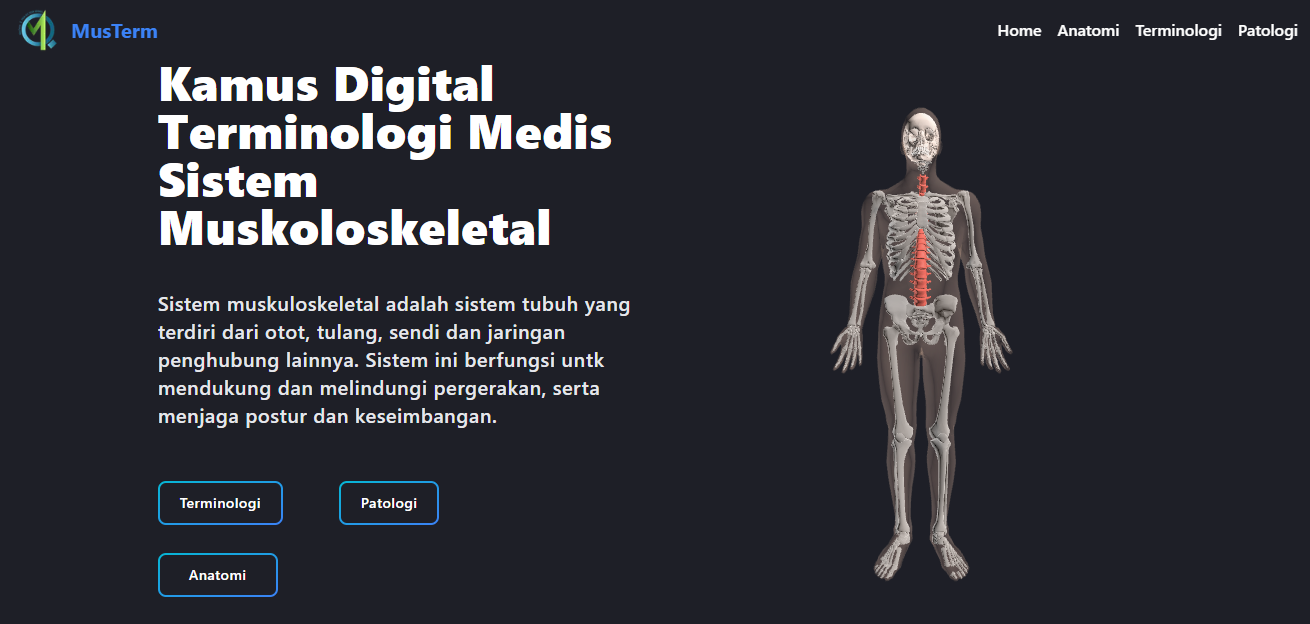 MusTerm
Home Anatomi Terminologi Patologi
Kamus Digital
Terminologi Medis
Sistem
Muskoloskeletal
Sistem muskuloskeletal adalah sistem tubuh yang
terdiri dari otot, tulang, sendi dan jaringan
penghubung lainnya. Sistem ini berfungsi untk
mendukung dan melindungi pergerakan, serta
menjaga postur dan keseimbangan.
Terminologi
Patologi
Anatomi